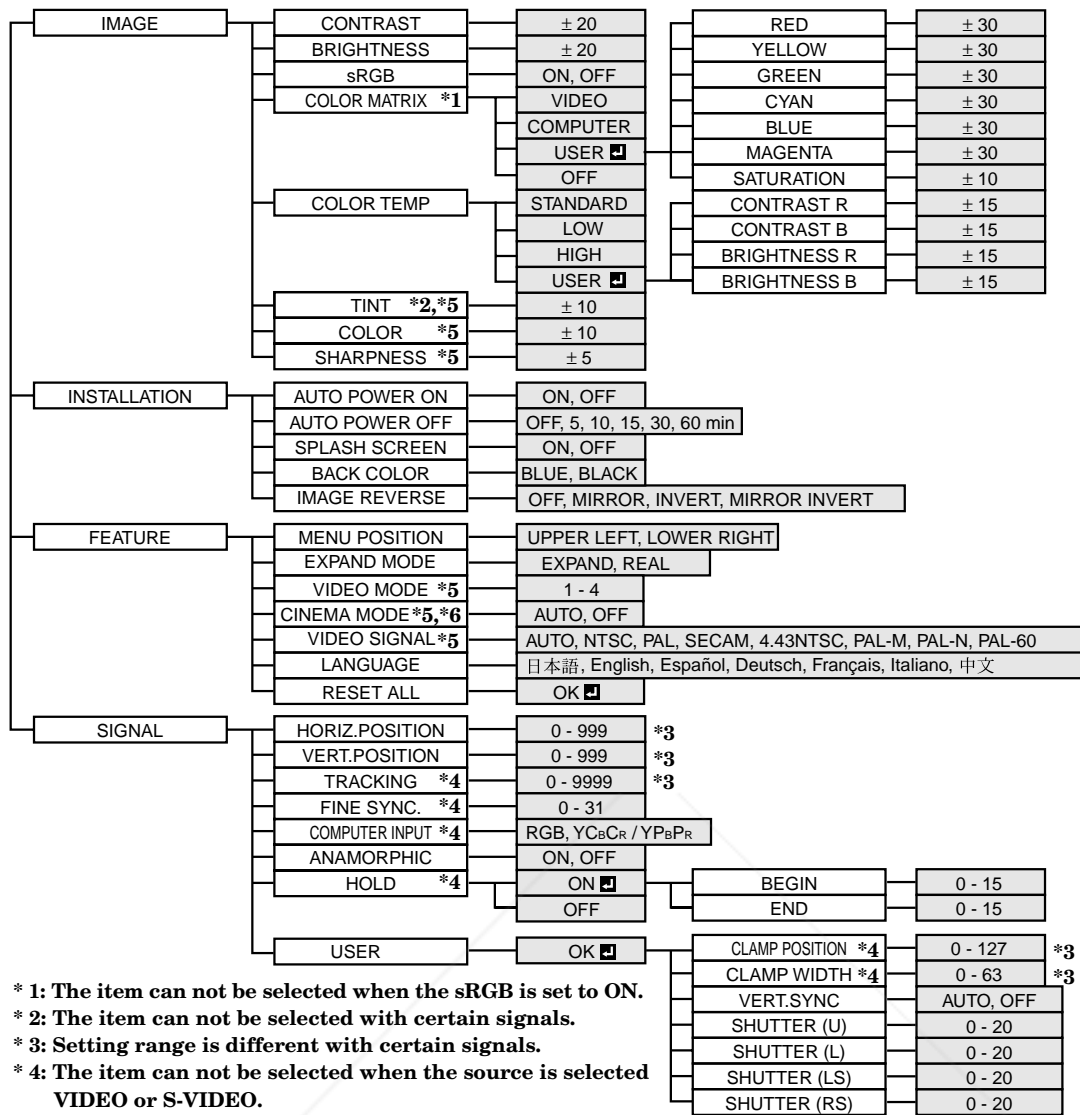 IMAGE CONTRAST ± 20 RED ± 30
BRIGHTNESS ± 20 YELLOW ± 30
sRGB ON, OFF GREEN ± 30
COLOR MATRIX *1 VIDEO CYAN ± 30
COMPUTER BLUE ± 30
USER MAGENTA ± 30
OFF SATURATION ± 10
COLOR TEMP STANDARD CONTRAST R ± 15
LOW CONTRAST B ± 15
HIGH BRIGHTNESS R ± 15
USER BRIGHTNESS B ± 15
TINT *2,*5 ± 10
COLOR *5 ± 10
SHARPNESS *5 ± 5
INSTALLATION AUTO POWER ON ON, OFF
AUTO POWER OFF OFF, 5, 10, 15, 30, 60 min
SPLASH SCREEN ON, OFF
BACK COLOR BLUE, BLACK
IMAGE REVERSE OFF, MIRROR, INVERT, MIRROR INVERT
FEATURE MENU POSITION UPPER LEFT, LOWER RIGHT
EXPAND MODE EXPAND, REAL
VIDEO MODE *5 1 - 4
CINEMA MODE*5,*6 AUTO, OFF
VIDEO SIGNAL*5 AUTO, NTSC, PAL, SECAM, 4.43NTSC, PAL-M, PAL-N, PAL-60
LANGUAGE 日本語, English, Español, Deutsch, Français, Italiano, 中文
RESET ALL OK
SIGNAL HORIZ.POSITION 0 - 999 *3
VERT.POSITION 0 - 999 *3
TRACKING *4 0 - 9999 *3
FINE SYNC. *4 0 - 31
COMPUTER INPUT *4 RGB, YCBCR / YPBPR
ANAMORPHIC ON, OFF
HOLD *4 ON BEGIN 0 - 15
OFF END 0 - 15
USER OK CLAMP POSITION *4 0 - 127 *3
CLAMP WIDTH *4 0 - 63 *3
VERT.SYNC AUTO, OFF
SHUTTER (U) 0 - 20
SHUTTER (L) 0 - 20
SHUTTER (LS) 0 - 20
SHUTTER (RS) 0 - 20
* 1: The item can not be selected when the sRGB is set to ON.
* 2: The item can not be selected with certain signals.
* 3: Setting range is different with certain signals.
* 4: The item can not be selected when the source is selected
VIDEO or S-VIDEO.